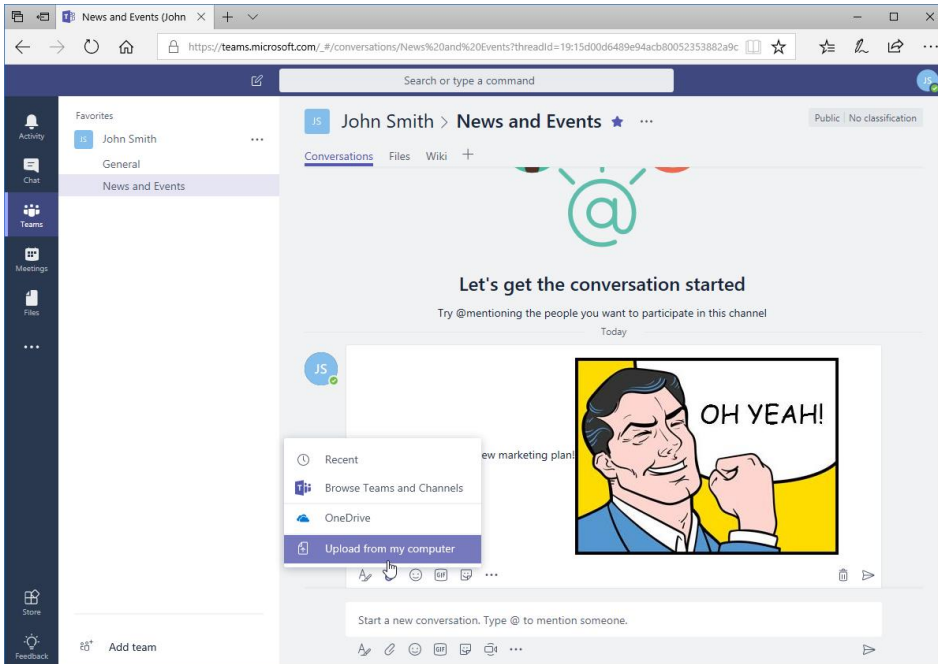 News and Events (John
https://teams.microsoft.com/_#/conversations/News%20and%20Events?threadId=19:15d00d6489e94acb80052353882a9c
Search or type a command
JS
Activity
Chat
Teams
Meetings
Files
Store
Feedback
Favorites
JS John Smith
General
News and Events
Add team
JS John Smith > News and Events
Public No classification
Conversations Files Wiki
@
Let's get the conversation started
Try @mentioning the people you want to participate in this channel
Today
JS
OH YEAH!
ew marketing plan!
Recent
Browse Teams and Channels
OneDrive
Upload from my computer
GIF
Start a new conversation. Type @ to mention someone.
GIF